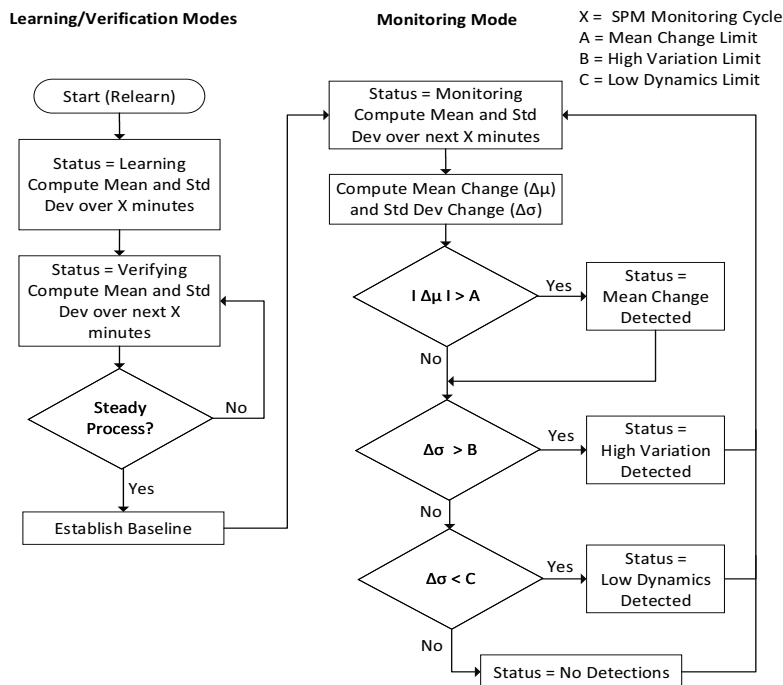 Learning/Verification Modes
Start (Relearn)
Status = Learning
Compute Mean and Std
Dev over X minutes
Status = Verifying
Compute Mean and Std
Dev over next X
minutes
Steady
Process?
No
Yes
Establish Baseline
Monitoring Mode
X = SPM Monitoring Cycle
A = Mean Change Limit
B = High Variation Limit
C = Low Dynamics Limit
Status = Monitoring
Compute Mean and Std
Dev over next X minutes
Compute Mean Change (Δμ)
and Std Dev Change (Δσ)
I Δμ I > A
Yes
Status =
Mean Change
Detected
No
Δσ > B
Yes
Status =
High Variation
Detected
No
Δσ < C
Yes
Status =
Low Dynamics
Detected
No
Status = No Detections